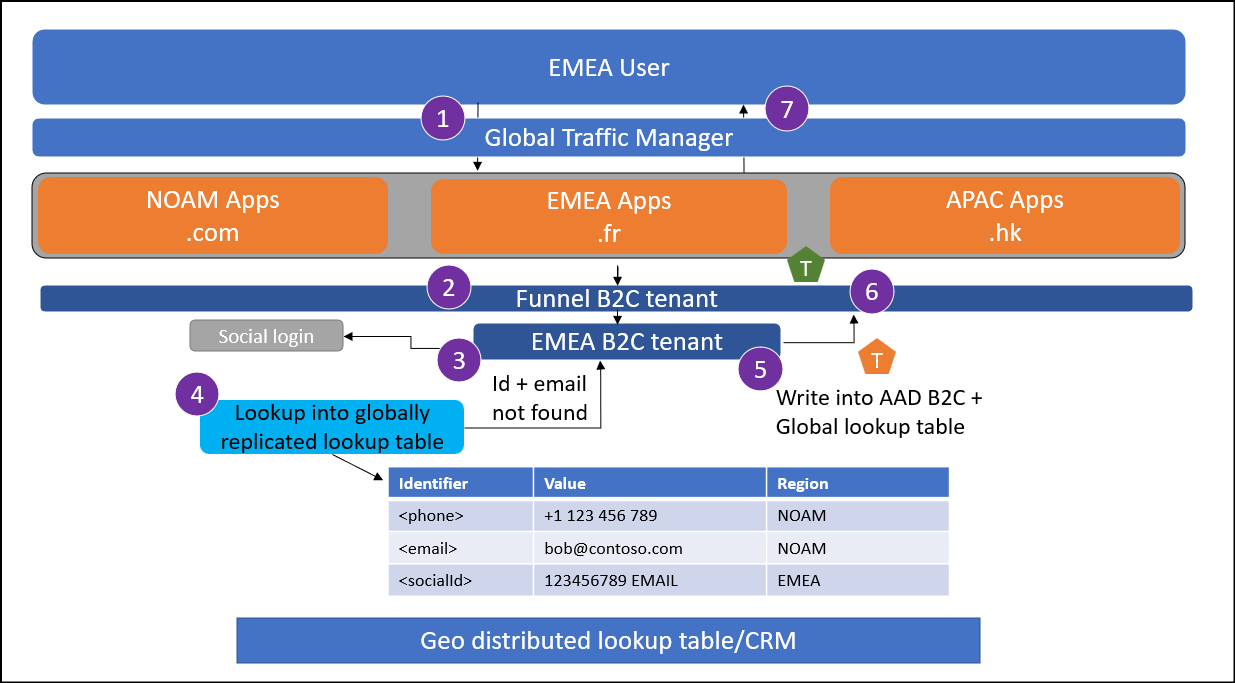 EMEA User
1
7
Global Traffic Manager
NOAM Apps
.com
EMEA Apps
.fr
APAC Apps
.hk
T
2
6
Funnel B2C tenant
Social login
EMEA B2C tenant
3
5
T
4
Id + email
not found
Lookup into globally
replicated lookup table
Write into AAD B2C +
Global lookup table
Identifier Value Region
<phone> +1 123 456 789 NOAM
<email> bob@contoso.com NOAM
<socialId> 123456789 EMAIL EMEA
Geo distributed lookup table/CRM